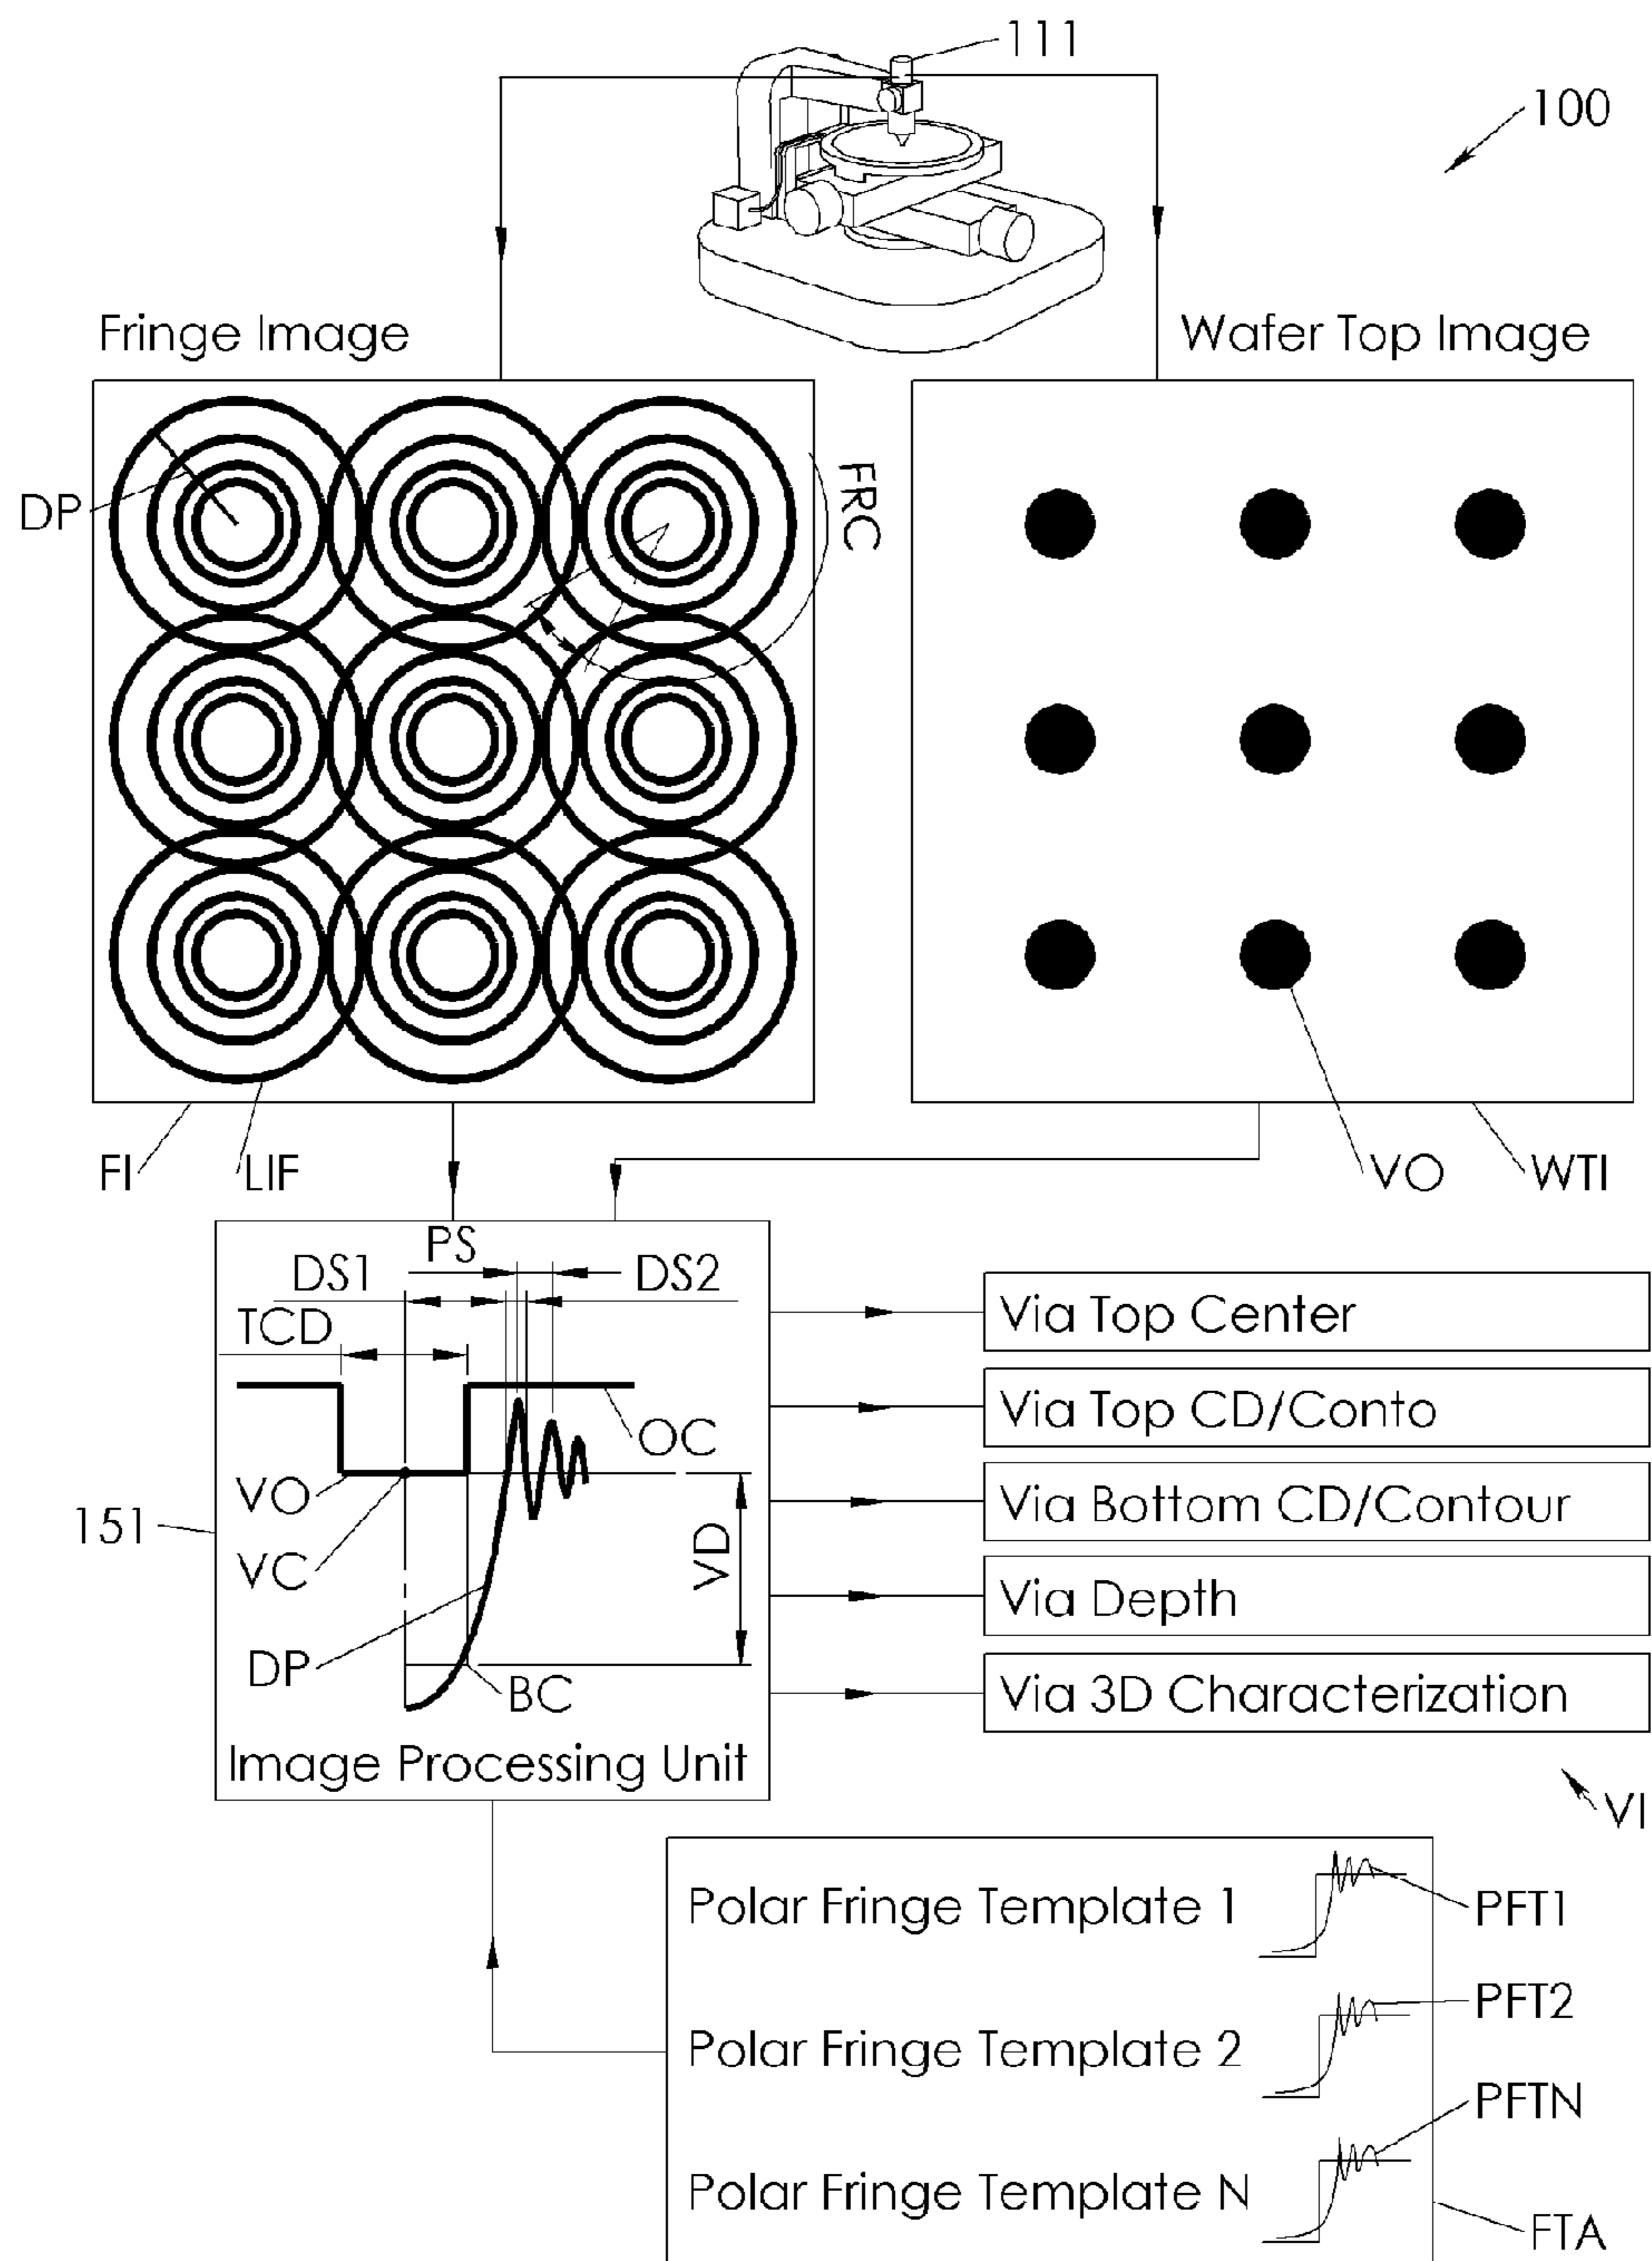 111
100
Fringe Image
Wafer Top Image
DP
FRC
FI
LIF
VO
WTI
PS
DS1
DS2
TCD
OC
VO
VC
VD
DP
BC
151
Image Processing Unit
Via Top Center
Via Top CD/Conto
Via Bottom CD/Contour
Via Depth
Via 3D Characterization
VI
Polar Fringe Template 1
PFT1
Polar Fringe Template 2
PFT2
Polar Fringe Template N
PFTN
FTA